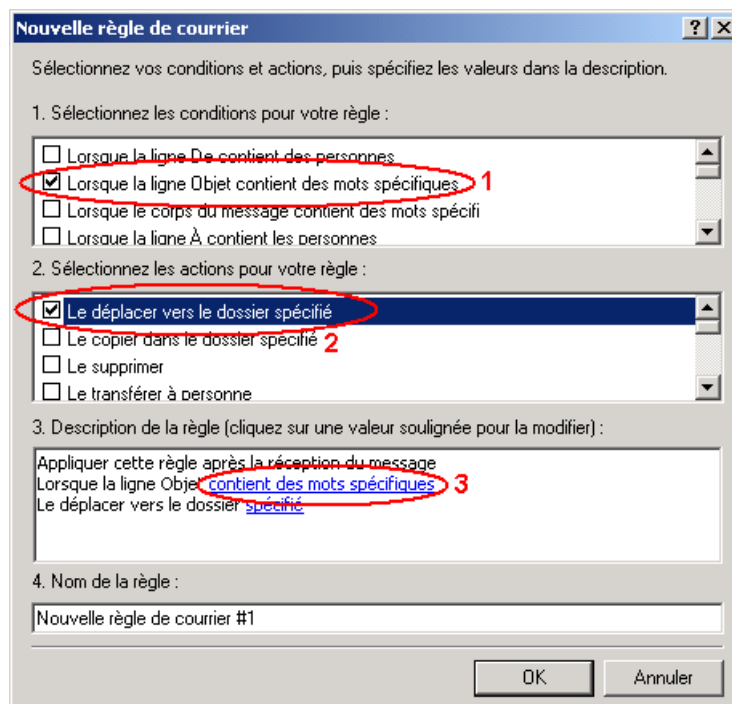 Nouvelle règle de courrier
Sélectionnez vos conditions et actions, puis spécifiez les valeurs dans la description.
1. Sélectionnez les conditions pour votre règle :
Lorsque la ligne De contient des personnes
Lorsque la ligne Objet contient des mots spécifiques 1
Lorsque le corps du message contient des mots spécifi
Lorsque la ligne À contient les personnes
2. Sélectionnez les actions pour votre règle :
Le déplacer vers le dossier spécifié
Le copier dans le dossier spécifié 2
Le supprimer
Le transférer à personne
3. Description de la règle (cliquez sur une valeur soulignée pour la modifier) :
Appliquer cette règle après la réception du message
Lorsque la ligne Objet contient des mots spécifiques 3
Le déplacer vers le dossier spécifié
4. Nom de la règle :
Nouvelle règle de courrier #1
OK Annuler